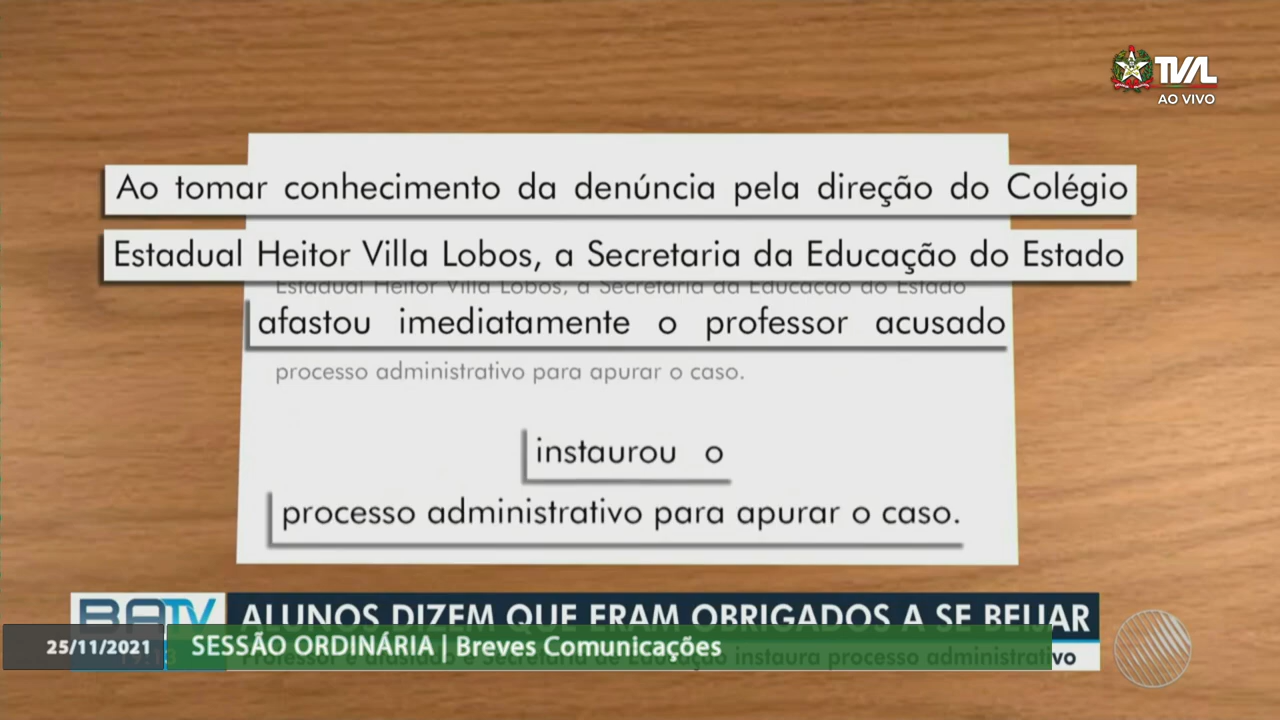 TVAL
AO VIVO
Ao tomar conhecimento da denúncia pela direção do Colégio
Estadual Heitor Villa Lobos, a Secretaria da Educação do Estado
Estadual Heitor Villa Lobos, a Secretaria da Educação do Estado
afastou imediatamente o professor acusado
processo administrativo para apurar o caso.
instaurou o
processo administrativo para apurar o caso.
BATV
ALUNOS DIZEM QUE ERAM OBRIGADOS A SE BEIJAR
25/11/2021
SESSÃO ORDINÁRIA | Breves Comunicações
Professor é afastado e Secretaria de Educação instaura processo administrativo